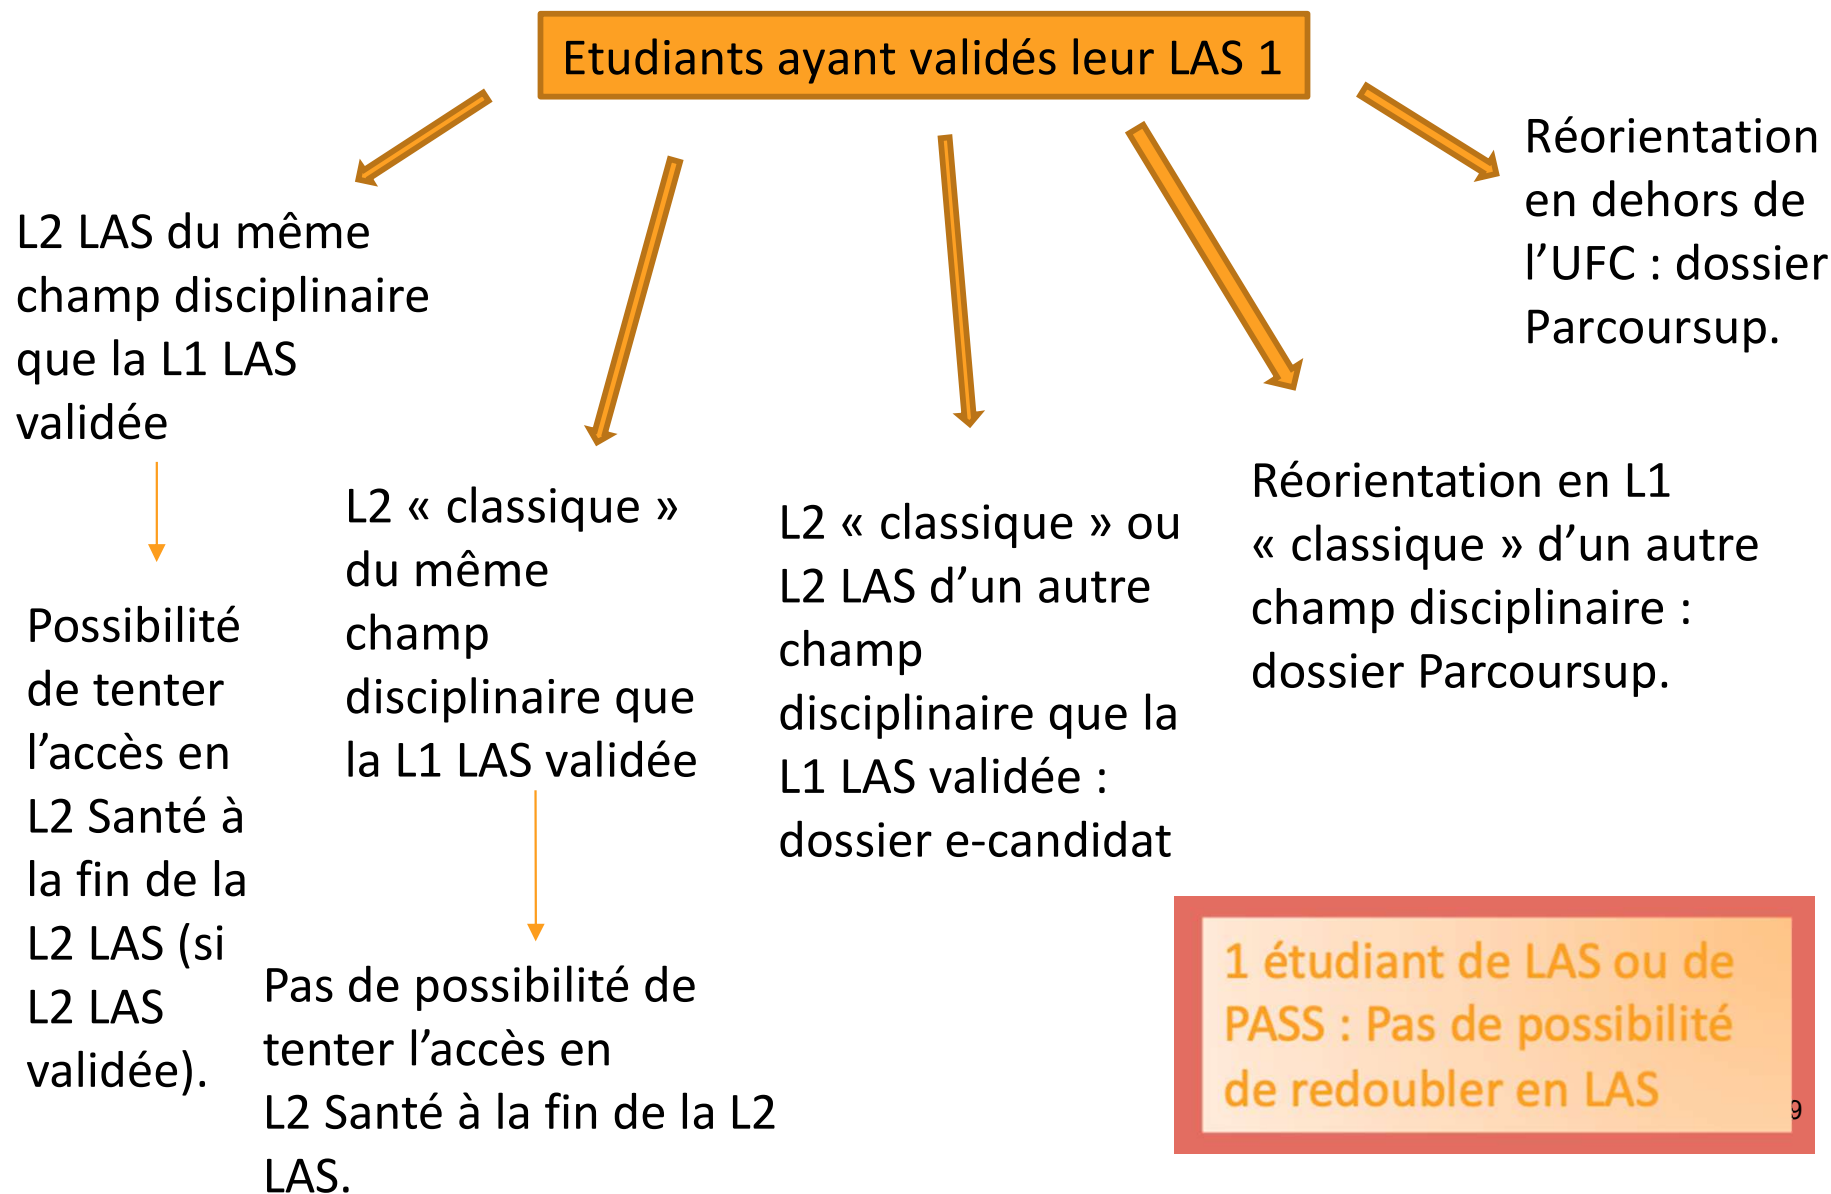 Etudiants ayant validés leur LAS 1
L2 LAS du même
champ disciplinaire
que la L1 LAS
validée
Possibilité
de tenter
l’accès en
L2 Santé à
la fin de la
L2 LAS (si
L2 LAS
validée).
L2 « classique »
du même
champ
disciplinaire que
la L1 LAS validée
Pas de possibilité de
tenter l’accès en
L2 Santé à la fin de la L2
LAS.
L2 « classique » ou
L2 LAS d’un autre
champ
disciplinaire que la
L1 LAS validée :
dossier e-candidat
Réorientation en L1
« classique » d’un autre
champ disciplinaire :
dossier Parcoursup.
Réorientation
en dehors de
l’UFC : dossier
Parcoursup.
1 étudiant de LAS ou de
PASS : Pas de possibilité
de redoubler en LAS
9